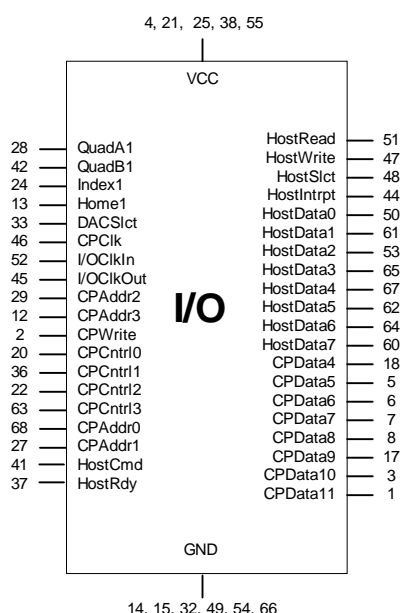 4, 21, 25, 38, 55
VCC
28 QuadA1
42 QuadB1
24 Index1
13 Home1
33 DACSlct
46 CPClk
52 I/OClkIn
45 I/OClkOut
29 CPAddr2
12 CPAddr3
2 CPWrite
20 CPCntrl0
36 CPCntrl1
22 CPCntrl2
63 CPCntrl3
68 CPAddr0
27 CPAddr1
41 HostCmd
37 HostRdy
I/O
HostRead 51
HostWrite 47
HostSlct 48
HostIntrpt 44
HostData0 50
HostData1 61
HostData2 53
HostData3 65
HostData4 67
HostData5 62
HostData6 64
HostData7 60
CPData4 18
CPData5 5
CPData6 6
CPData7 7
CPData8 8
CPData9 17
CPData10 3
CPData11 1
GND
14, 15, 32, 49, 54, 66